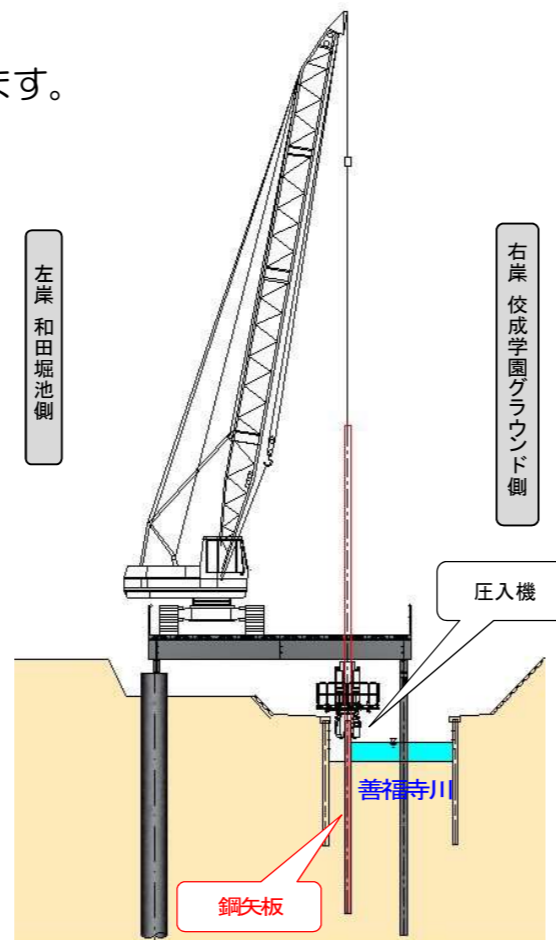 ます。
左岸 和田堀池側
右岸 佼成学園グラウンド側
圧入機
善福寺川
鋼矢板